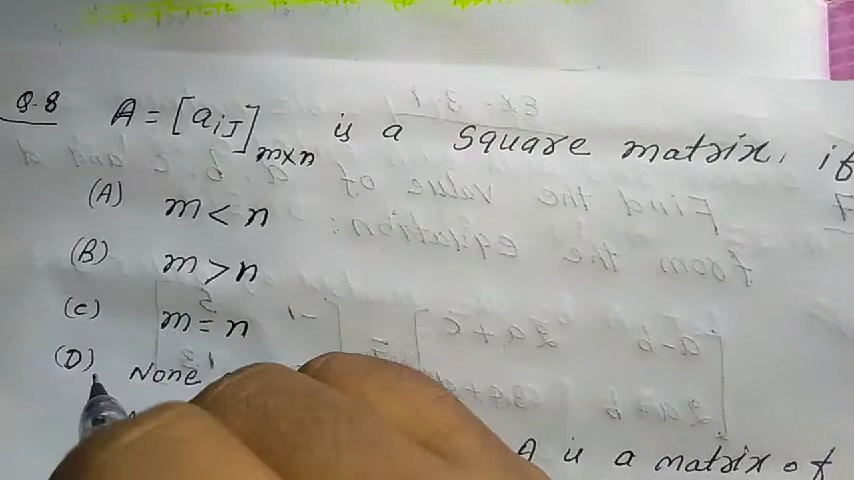 Q.8 A = [aiJ]m×n is a square matrix, if
(A) m < n
(B) m > n
(C) m = n
(D) None
A is a matrix of